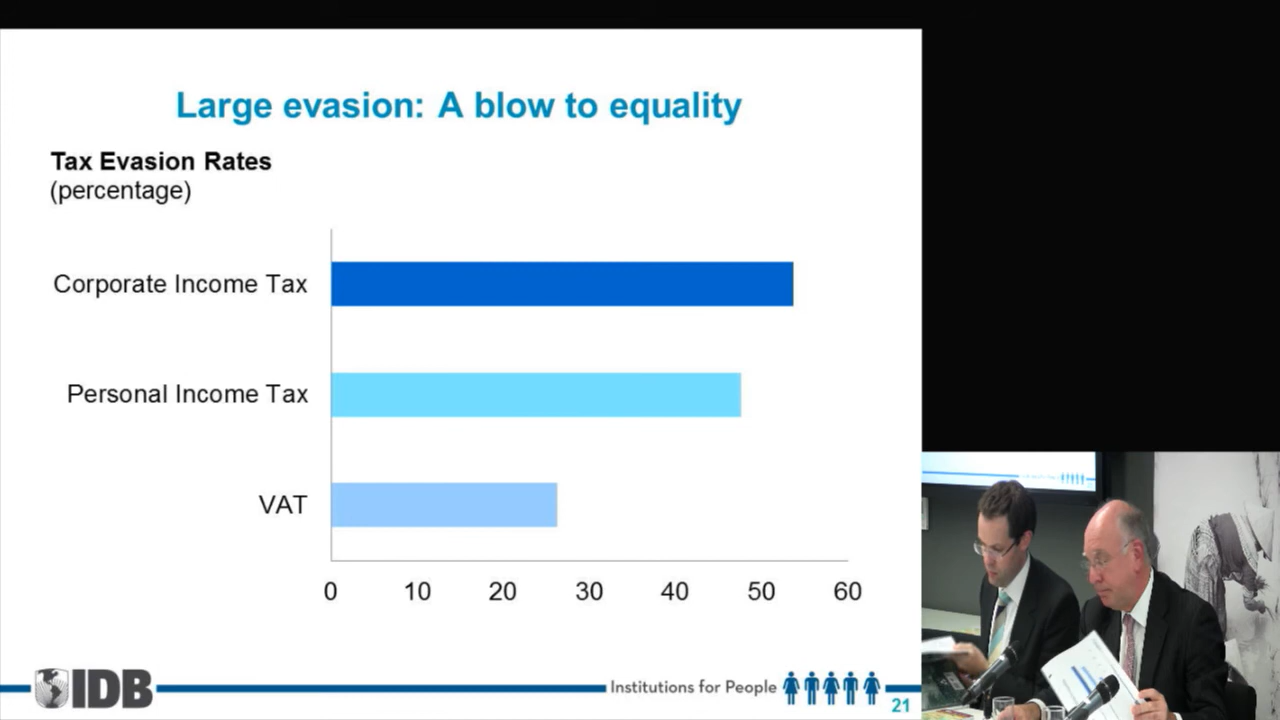 Large evasion: A blow to equality
Tax Evasion Rates
(percentage)
Corporate Income Tax
Personal Income Tax
VAT
0 10 20 30 40 50 60
IDB
Institutions for People
21